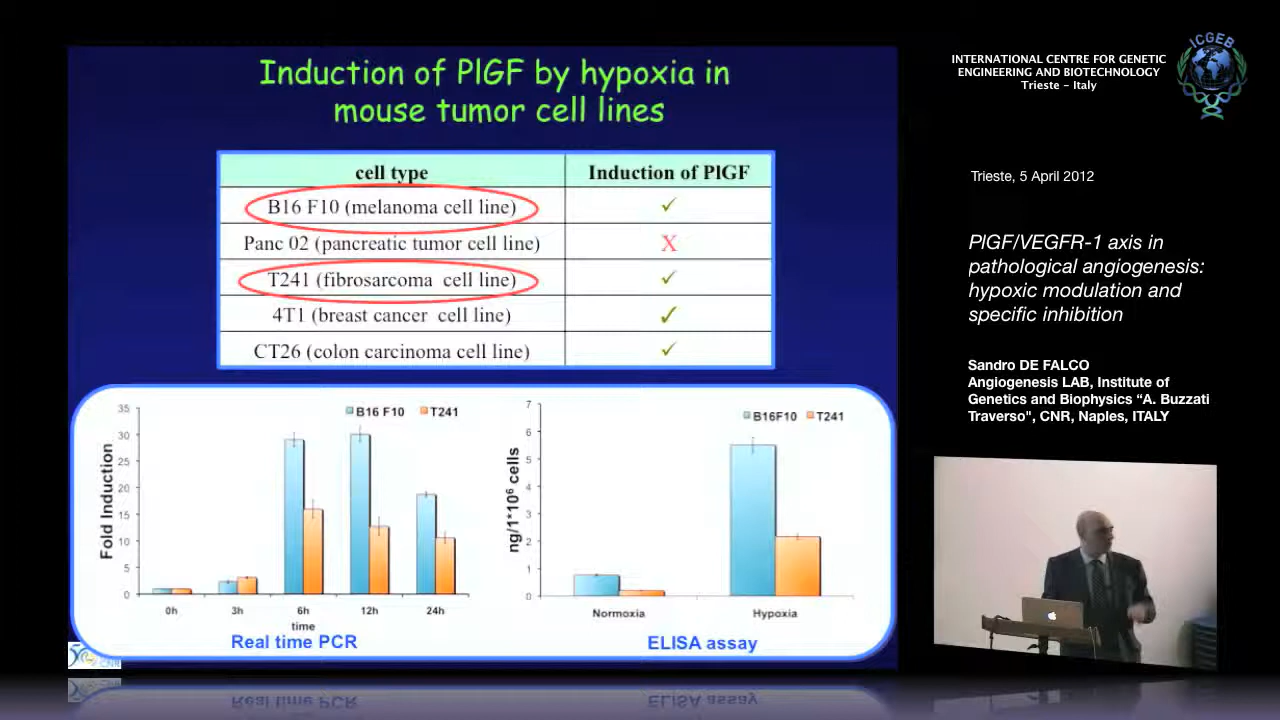 Induction of PlGF by hypoxia in
mouse tumor cell lines
cell type Induction of PlGF
B16 F10 (melanoma cell line) ✓
Panc 02 (pancreatic tumor cell line) X
T241 (fibrosarcoma cell line) ✓
4T1 (breast cancer cell line) ✓
CT26 (colon carcinoma cell line) ✓
B16 F10 T241
Fold Induction
35
30
25
20
15
10
5
0
0h 3h 6h 12h 24h
time
Real time PCR
B16F10 T241
ng/1*10⁶ cells
7
6
5
4
3
2
1
0
Normoxia Hypoxia
ELISA assay
CNR
INTERNATIONAL CENTRE FOR GENETIC
ENGINEERING AND BIOTECHNOLOGY
Trieste - Italy
ICGEB
Trieste, 5 April 2012
PlGF/VEGFR-1 axis in
pathological angiogenesis:
hypoxic modulation and
specific inhibition
Sandro DE FALCO
Angiogenesis LAB, Institute of
Genetics and Biophysics “A. Buzzati
Traverso", CNR, Naples, ITALY